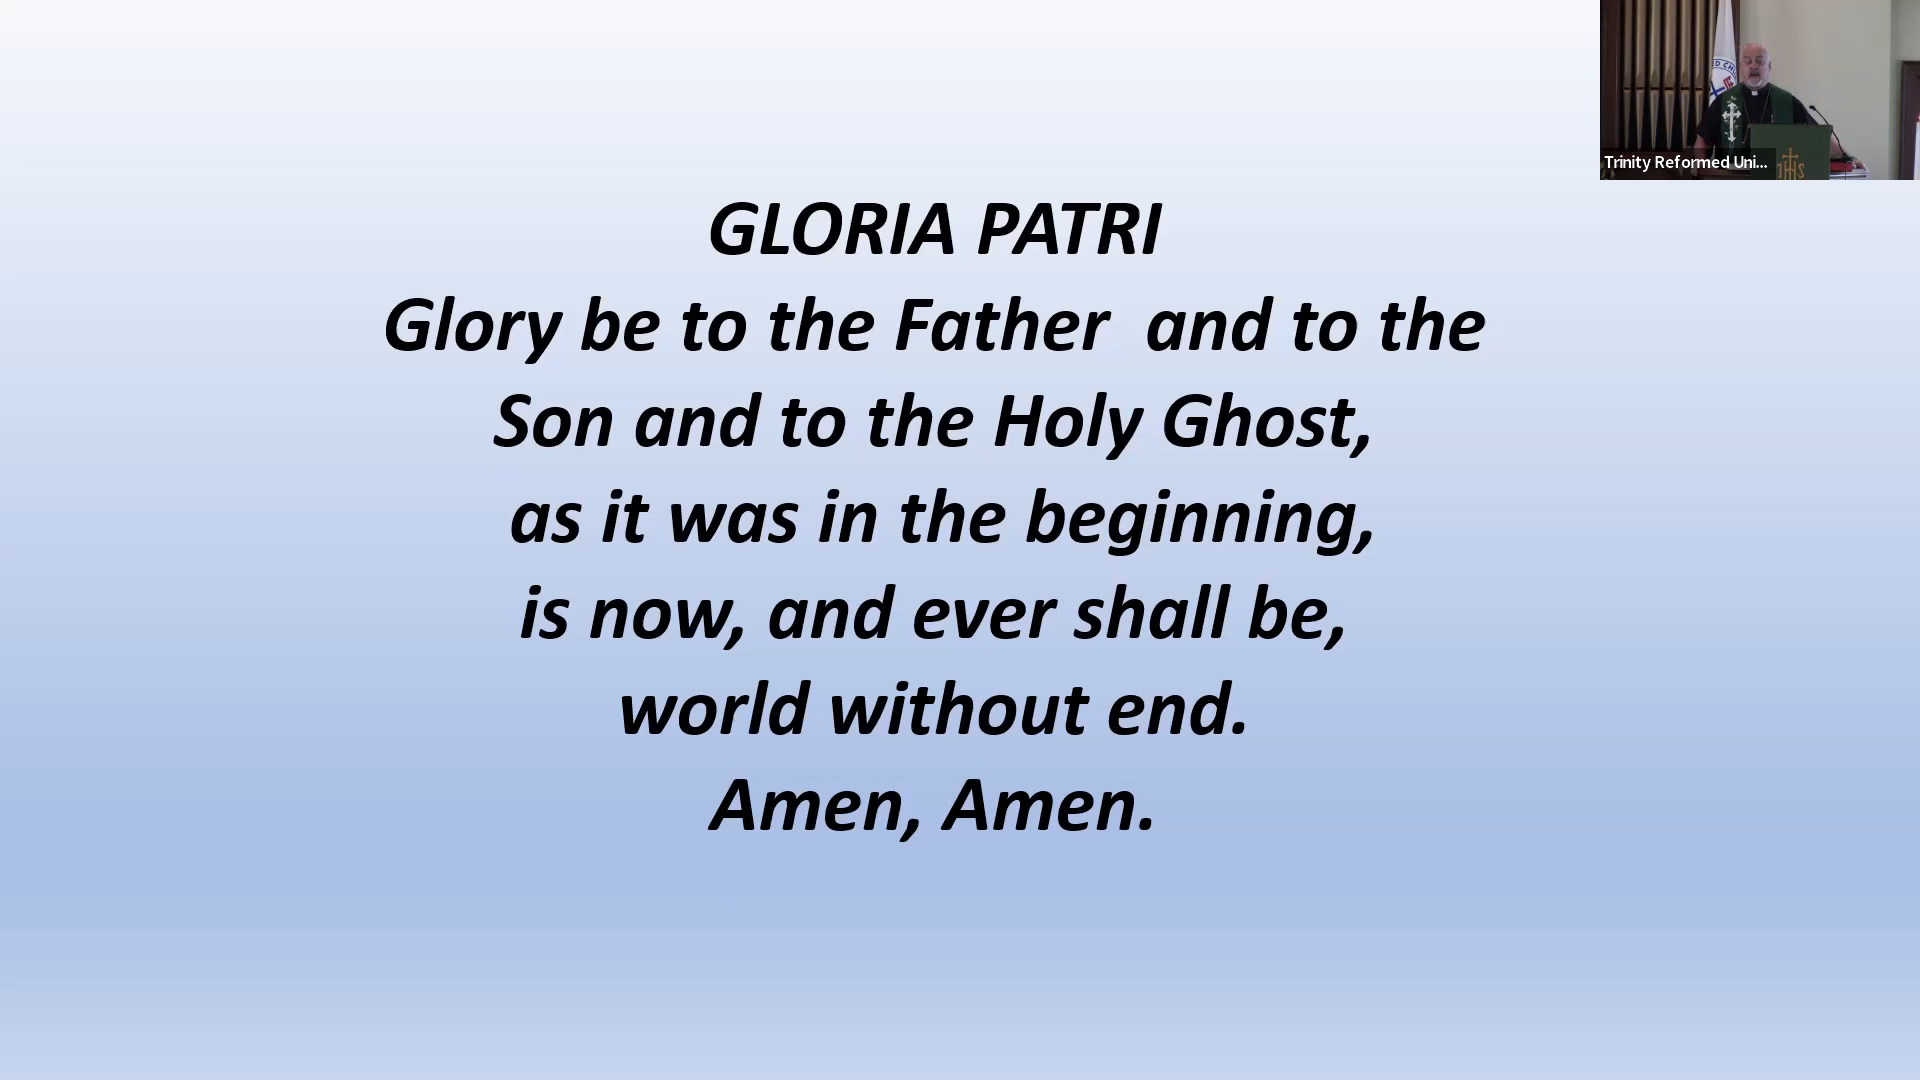 GLORIA PATRI
Glory be to the Father  and to the
Son and to the Holy Ghost,
as it was in the beginning,
is now, and ever shall be,
world without end.
Amen, Amen.
Trinity Reformed Uni...
IHS